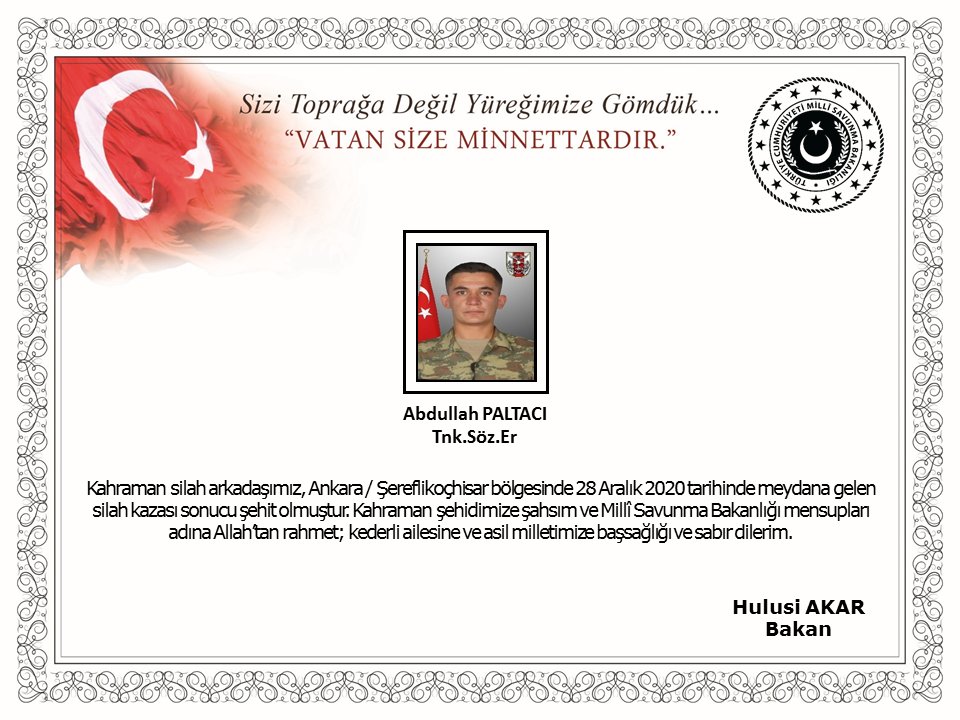 Sizi Toprağa Değil Yüreğimize Gömdük...
“VATAN SİZE MİNNETTARDIR.”
TÜRKİYE CUMHURİYETİ MİLLÎ SAVUNMA BAKANLIĞI
Abdullah PALTACI
Tnk.Söz.Er
Kahraman silah arkadaşımız, Ankara / Şereflikoçhisar bölgesinde 28 Aralık 2020 tarihinde meydana gelen
silah kazası sonucu şehit olmuştur. Kahraman şehidimize şahsım ve Millî Savunma Bakanlığı mensupları
adına Allah’tan rahmet; kederli ailesine ve asil milletimize başsağlığı ve sabır dilerim.
Hulusi AKAR
Bakan